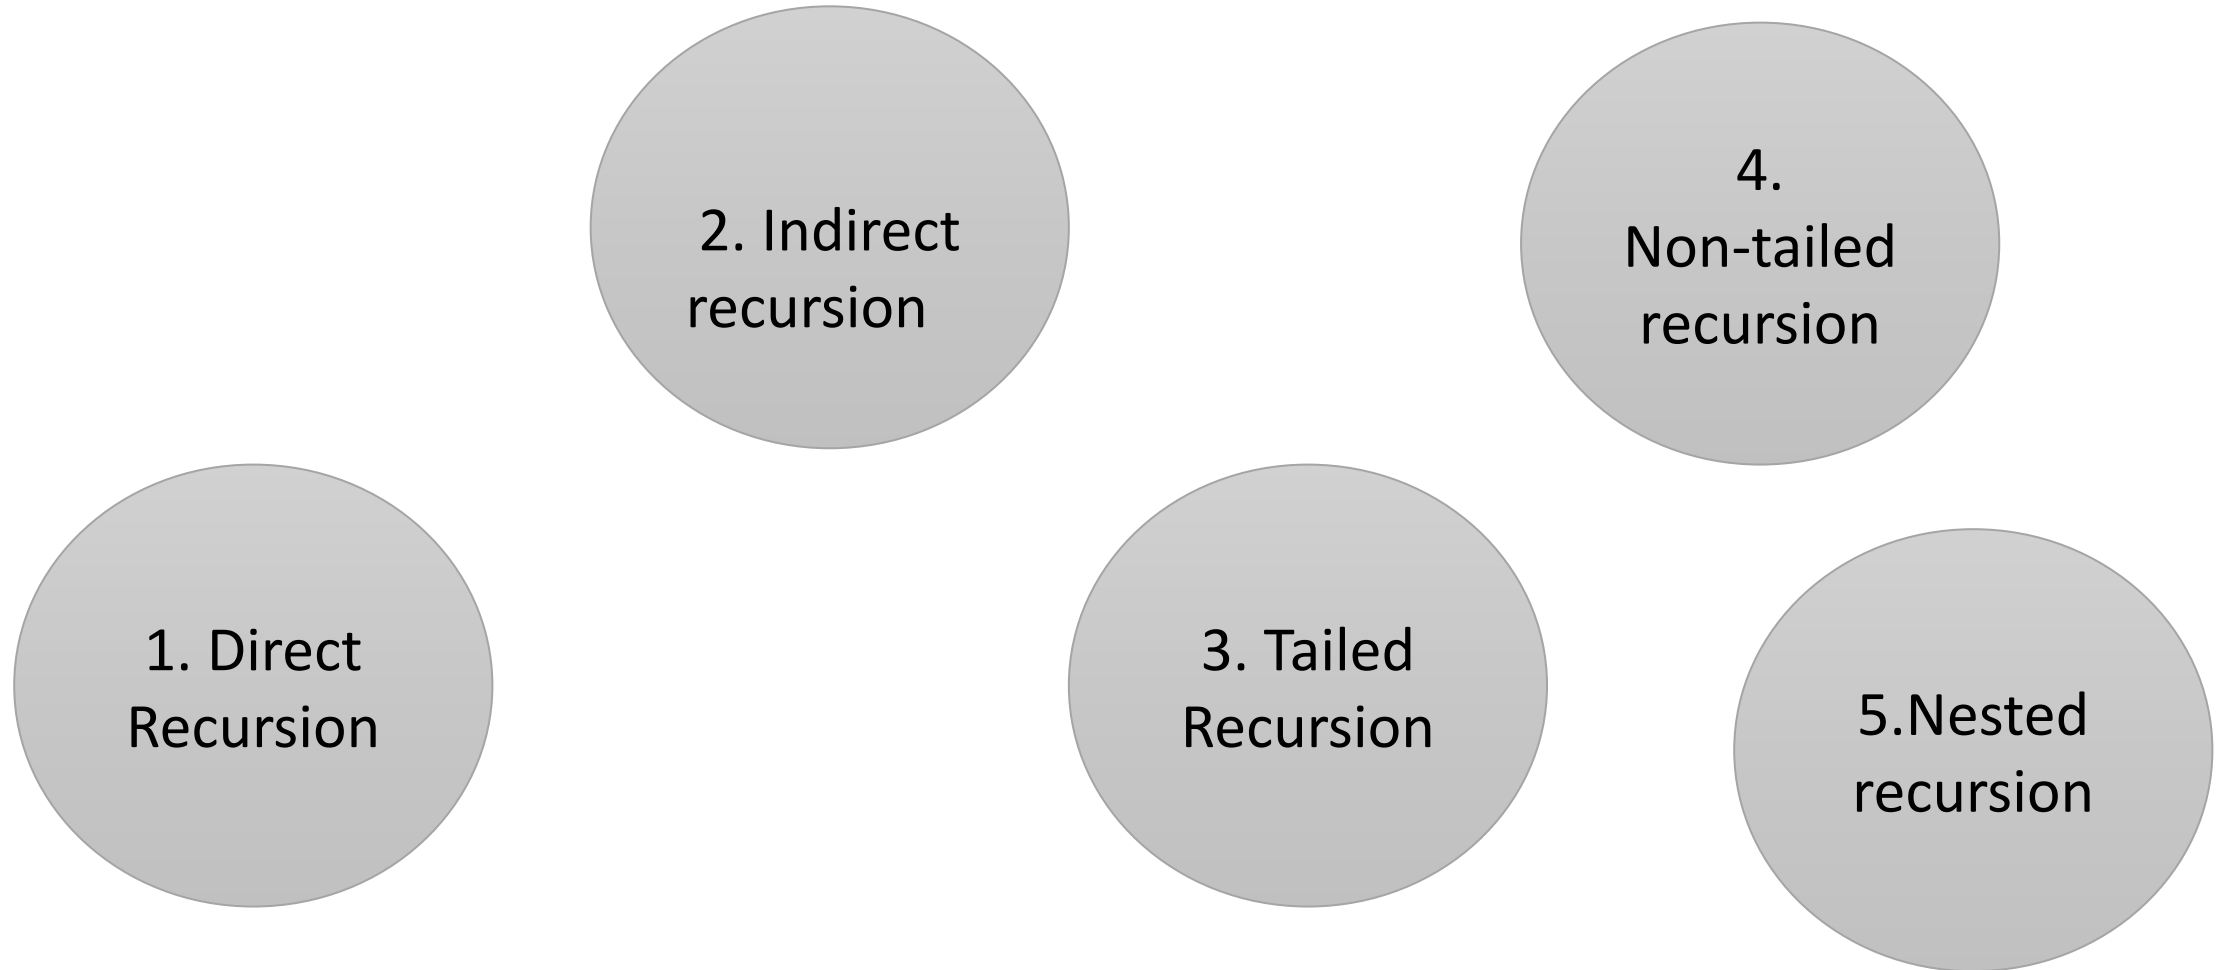 1. Direct
Recursion
2. Indirect
recursion
3. Tailed
Recursion
4.
Non-tailed
recursion
5.Nested
recursion